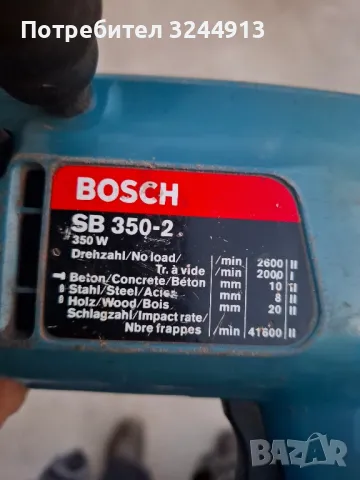 Потребител 3244913
BOSCH
SB 350-2
350 W
Drehzahl/No load/ /min 2600 II
Tr. à vide/ /min 2000 I
Beton/Concrete/Béton mm 10 II
Stahl/Steel/Acier mm 8 II
Holz/Wood/Bois mm 20 II
Schlagzahl/Impact rate/
Nbre frappes /min 41600 II
BAZAR